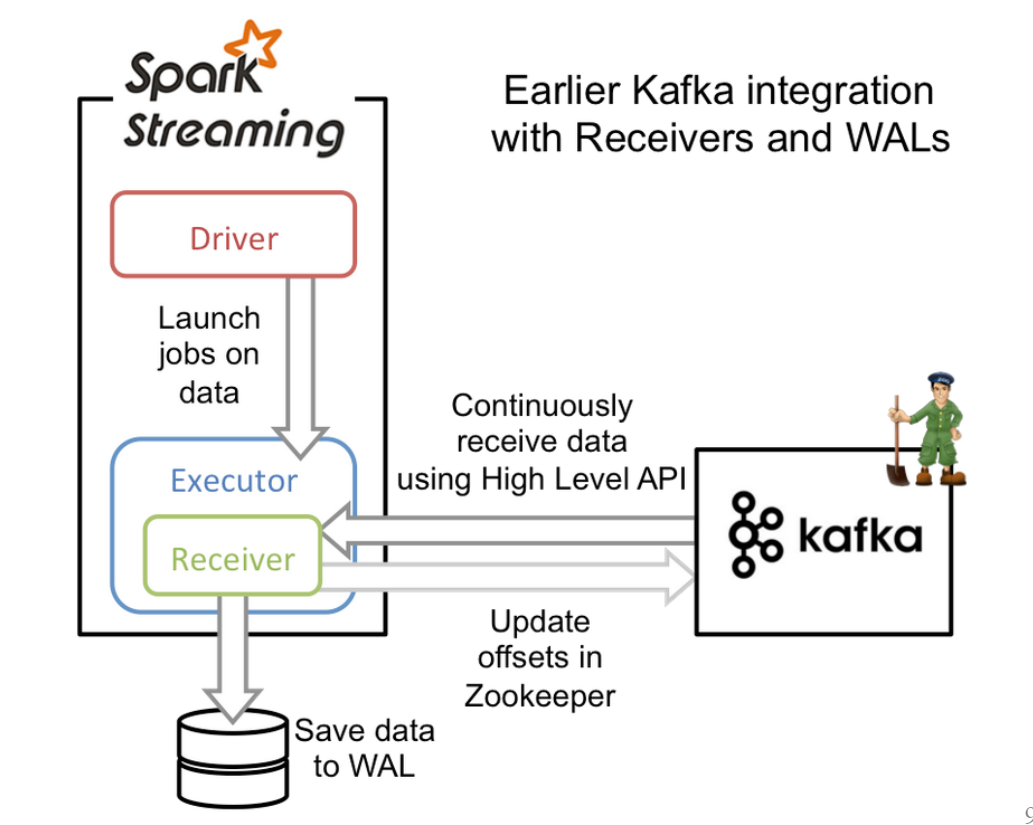 Spark
Streaming
Earlier Kafka integration
with Receivers and WALs
Driver
Launch
jobs on
data
Continuously
receive data
using High Level API
Executor
Receiver
kafka
Update
offsets in
Zookeeper
Save data
to WAL
9